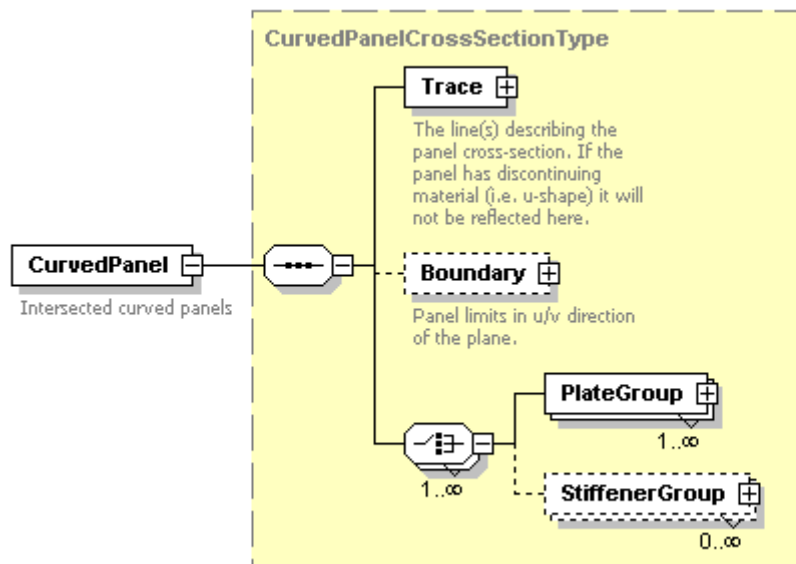 CurvedPanelCrossSectionType
Trace
The line(s) describing the
panel cross-section. If the
panel has discontinuing
material (i.e. u-shape) it will
not be reflected here.
CurvedPanel
Intersected curved panels
Boundary
Panel limits in u/v direction
of the plane.
PlateGroup
1..∞
1..∞
StiffenerGroup
0..∞